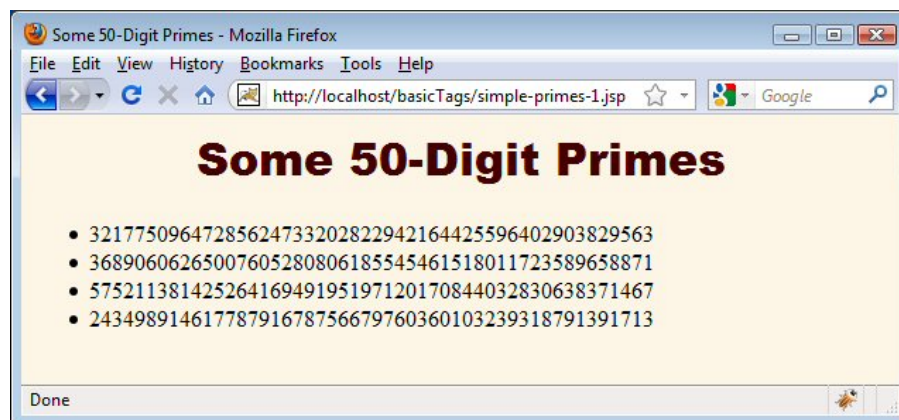 Some 50-Digit Primes - Mozilla Firefox
File Edit View History Bookmarks Tools Help
http://localhost/basicTags/simple-primes-1.jsp Google
Some 50-Digit Primes
• 32177509647285624733202822942164425596402903829563
• 36890606265007605280806185545461518011723589658871
• 57521138142526416949195197120170844032830638371467
• 24349891461778791678756679760360103239318791391713
Done